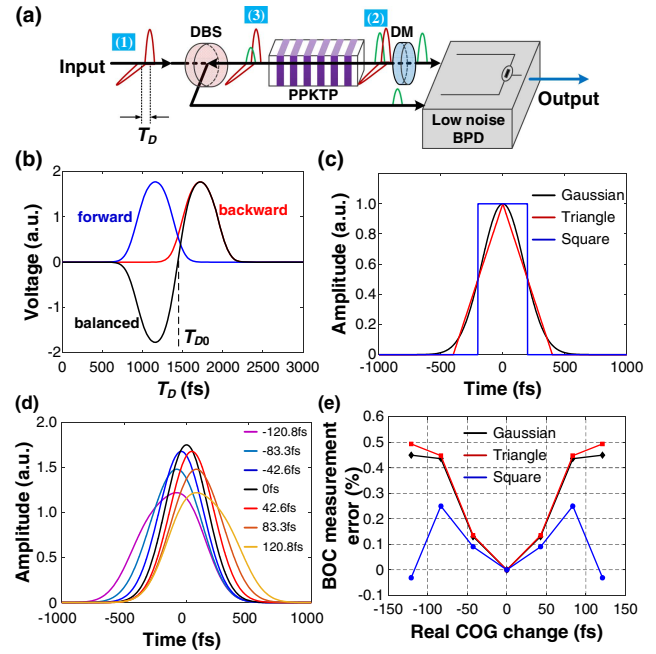 (a)
(1)
DBS
(3)
(2)
DM
Input
PPKTP
Output
T_D
Low noise
BPD
(b)
2
1
0
-1
-2
Voltage (a.u.)
forward
backward
balanced
T_D0
0 500 1000 1500 2000 2500 3000
T_D (fs)
(c)
1.2
1.0
0.8
0.6
0.4
0.2
0
Amplitude (a.u.)
Gaussian
Triangle
Square
-1000 -500 0 500 1000
Time (fs)
(d)
2.0
1.5
1.0
0.5
0
Amplitude (a.u.)
-120.8fs
-83.3fs
-42.6fs
0fs
42.6fs
83.3fs
120.8fs
-1000 -500 0 500 1000
Time (fs)
(e)
0.6
0.5
0.4
0.3
0.2
0.1
0
-0.1
BOC measurement
error (%)
Gaussian
Triangle
Square
-150 -100 -50 0 50 100 150
Real COG change (fs)